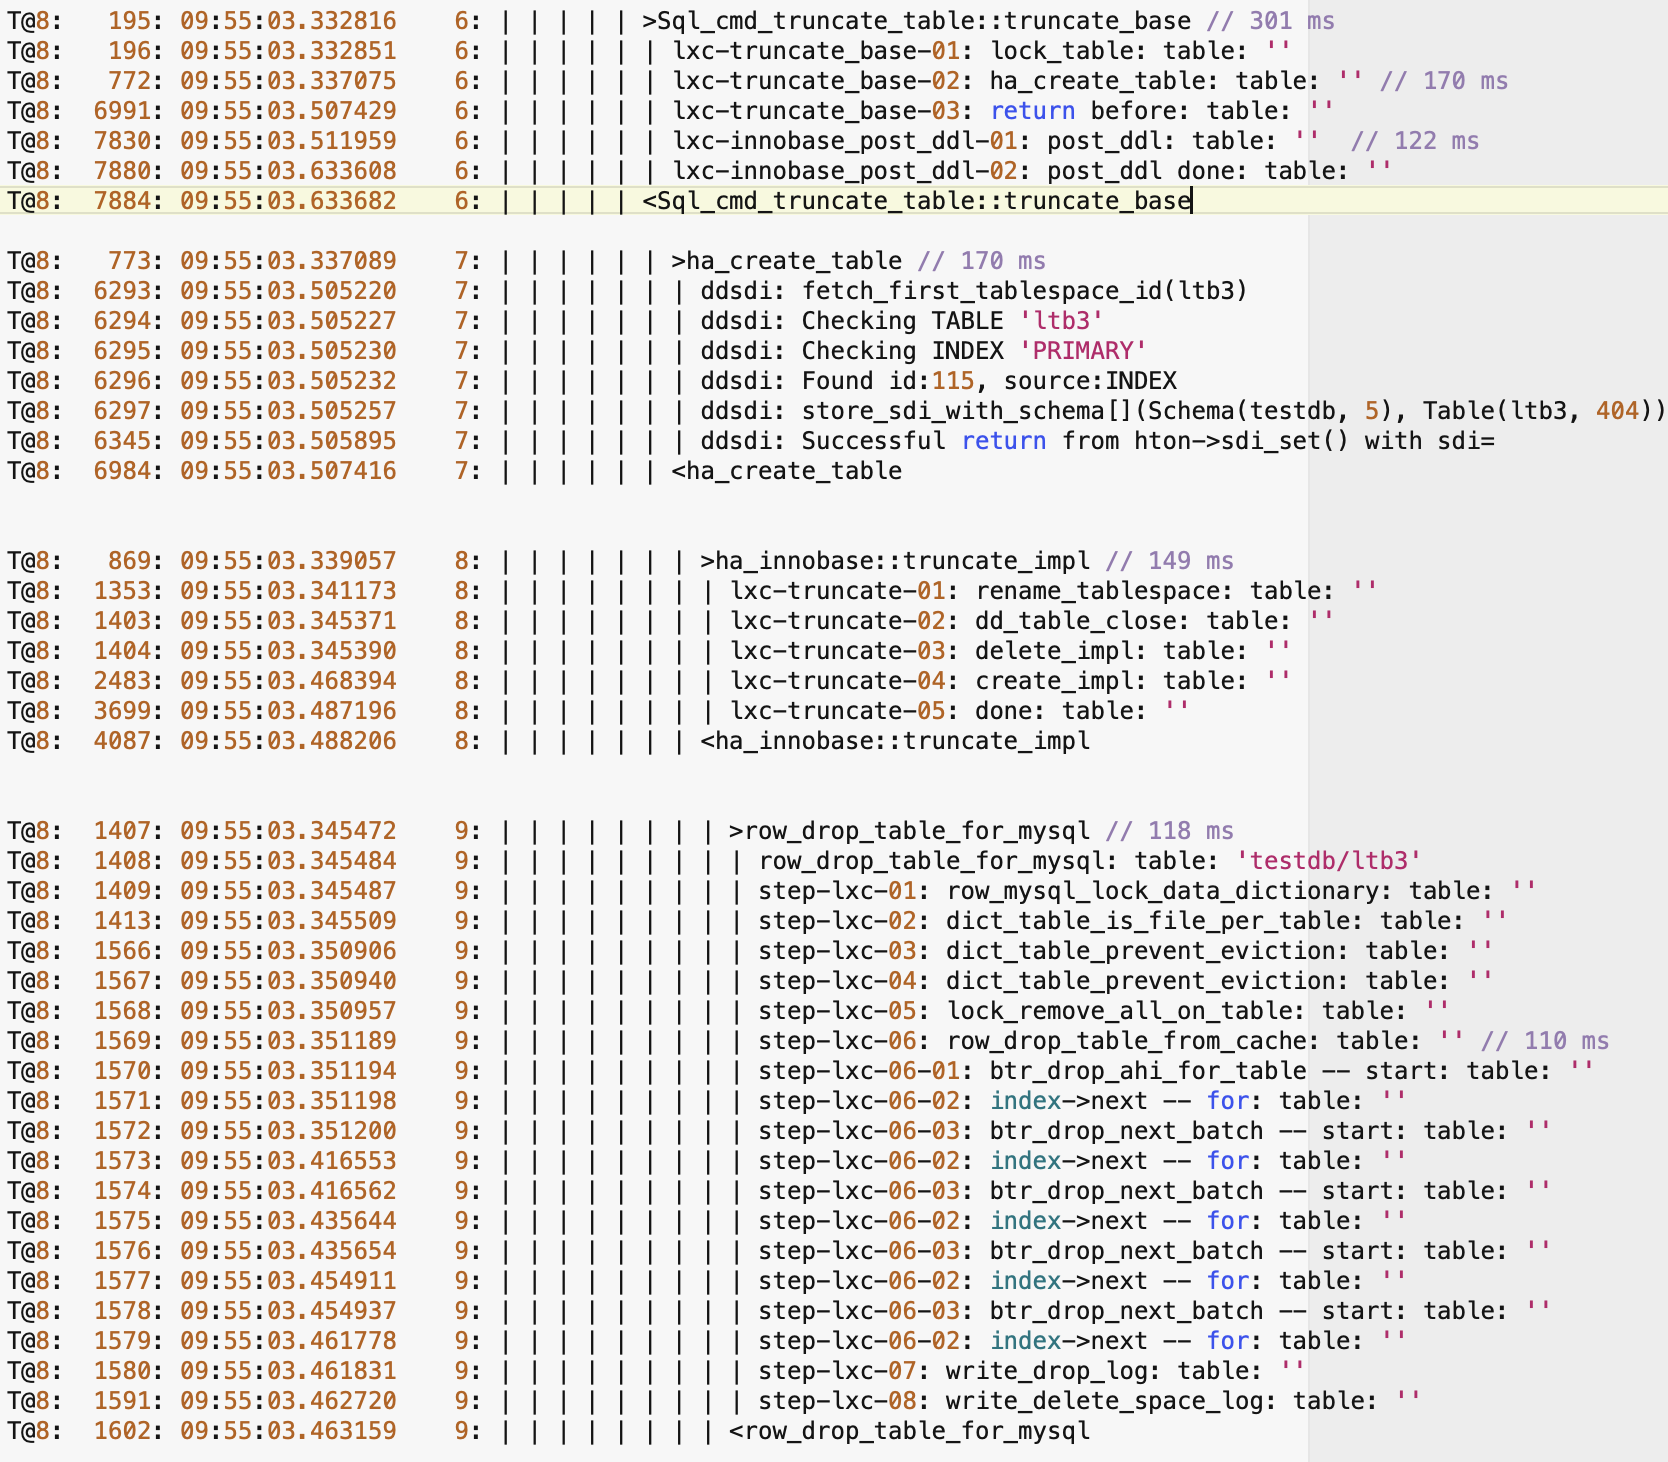 T@8:   195: 09:55:03.332816    6: | | | | | >Sql_cmd_truncate_table::truncate_base // 301 ms
T@8:   196: 09:55:03.332851    6: | | | | | | lxc-truncate_base-01: lock_table: table: ''
T@8:   772: 09:55:03.337075    6: | | | | | | lxc-truncate_base-02: ha_create_table: table: '' // 170 ms
T@8:  6991: 09:55:03.507429    6: | | | | | | lxc-truncate_base-03: return before: table: ''
T@8:  7830: 09:55:03.511959    6: | | | | | | lxc-innobase_post_ddl-01: post_ddl: table: ''  // 122 ms
T@8:  7880: 09:55:03.633608    6: | | | | | | lxc-innobase_post_ddl-02: post_ddl done: table: ''
T@8:  7884: 09:55:03.633682    6: | | | | | <Sql_cmd_truncate_table::truncate_base
T@8:   773: 09:55:03.337089    7: | | | | | | >ha_create_table // 170 ms
T@8:  6293: 09:55:03.505220    7: | | | | | | | ddsdi: fetch_first_tablespace_id(ltb3)
T@8:  6294: 09:55:03.505227    7: | | | | | | | ddsdi: Checking TABLE 'ltb3'
T@8:  6295: 09:55:03.505230    7: | | | | | | | ddsdi: Checking INDEX 'PRIMARY'
T@8:  6296: 09:55:03.505232    7: | | | | | | | ddsdi: Found id:115, source:INDEX
T@8:  6297: 09:55:03.505257    7: | | | | | | | ddsdi: store_sdi_with_schema[](Schema(testdb, 5), Table(ltb3, 404))
T@8:  6345: 09:55:03.505895    7: | | | | | | | ddsdi: Successful return from hton->sdi_set() with sdi=
T@8:  6984: 09:55:03.507416    7: | | | | | | <ha_create_table
T@8:   869: 09:55:03.339057    8: | | | | | | | >ha_innobase::truncate_impl // 149 ms
T@8:  1353: 09:55:03.341173    8: | | | | | | | | lxc-truncate-01: rename_tablespace: table: ''
T@8:  1403: 09:55:03.345371    8: | | | | | | | | lxc-truncate-02: dd_table_close: table: ''
T@8:  1404: 09:55:03.345390    8: | | | | | | | | lxc-truncate-03: delete_impl: table: ''
T@8:  2483: 09:55:03.468394    8: | | | | | | | | lxc-truncate-04: create_impl: table: ''
T@8:  3699: 09:55:03.487196    8: | | | | | | | | lxc-truncate-05: done: table: ''
T@8:  4087: 09:55:03.488206    8: | | | | | | | <ha_innobase::truncate_impl
T@8:  1407: 09:55:03.345472    9: | | | | | | | | >row_drop_table_for_mysql // 118 ms
T@8:  1408: 09:55:03.345484    9: | | | | | | | | | row_drop_table_for_mysql: table: 'testdb/ltb3'
T@8:  1409: 09:55:03.345487    9: | | | | | | | | | step-lxc-01: row_mysql_lock_data_dictionary: table: ''
T@8:  1413: 09:55:03.345509    9: | | | | | | | | | step-lxc-02: dict_table_is_file_per_table: table: ''
T@8:  1566: 09:55:03.350906    9: | | | | | | | | | step-lxc-03: dict_table_prevent_eviction: table: ''
T@8:  1567: 09:55:03.350940    9: | | | | | | | | | step-lxc-04: dict_table_prevent_eviction: table: ''
T@8:  1568: 09:55:03.350957    9: | | | | | | | | | step-lxc-05: lock_remove_all_on_table: table: ''
T@8:  1569: 09:55:03.351189    9: | | | | | | | | | step-lxc-06: row_drop_table_from_cache: table: '' // 110 ms
T@8:  1570: 09:55:03.351194    9: | | | | | | | | | step-lxc-06-01: btr_drop_ahi_for_table -- start: table: ''
T@8:  1571: 09:55:03.351198    9: | | | | | | | | | step-lxc-06-02: index->next -- for: table: ''
T@8:  1572: 09:55:03.351200    9: | | | | | | | | | step-lxc-06-03: btr_drop_next_batch -- start: table: ''
T@8:  1573: 09:55:03.416553    9: | | | | | | | | | step-lxc-06-02: index->next -- for: table: ''
T@8:  1574: 09:55:03.416562    9: | | | | | | | | | step-lxc-06-03: btr_drop_next_batch -- start: table: ''
T@8:  1575: 09:55:03.435644    9: | | | | | | | | | step-lxc-06-02: index->next -- for: table: ''
T@8:  1576: 09:55:03.435654    9: | | | | | | | | | step-lxc-06-03: btr_drop_next_batch -- start: table: ''
T@8:  1577: 09:55:03.454911    9: | | | | | | | | | step-lxc-06-02: index->next -- for: table: ''
T@8:  1578: 09:55:03.454937    9: | | | | | | | | | step-lxc-06-03: btr_drop_next_batch -- start: table: ''
T@8:  1579: 09:55:03.461778    9: | | | | | | | | | step-lxc-06-02: index->next -- for: table: ''
T@8:  1580: 09:55:03.461831    9: | | | | | | | | | step-lxc-07: write_drop_log: table: ''
T@8:  1591: 09:55:03.462720    9: | | | | | | | | | step-lxc-08: write_delete_space_log: table: ''
T@8:  1602: 09:55:03.463159    9: | | | | | | | | <row_drop_table_for_mysql